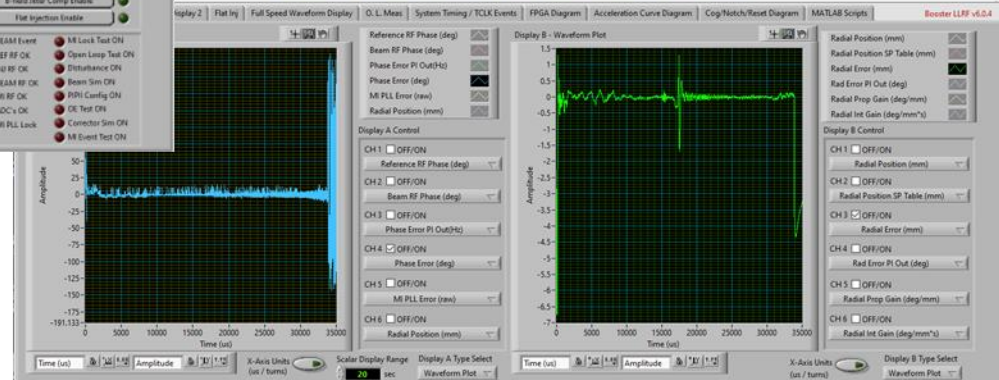 Flat Injection Enable
Display 2
Flat Inj
Full Speed Waveform Display
O. L. Meas
System Timing / TCLK Events
FPGA Diagram
Acceleration Curve Diagram
Cog/Notch/Reset Diagram
MATLAB Scripts
Booster LLRF v6.0.4
EAM Event
MI Lock Test ON
EF RF OK
Open Loop Test ON
Disturbance ON
EAM RF OK
Beam Sim ON
PIPII Config ON
DC's OK
OE Test ON
PLL Lock
Corrector Sim ON
MI Event Test ON
Reference RF Phase (deg)
Beam RF Phase (deg)
Phase Error PI Out(Hz)
Phase Error (deg)
MI PLL Error (raw)
Radial Position (mm)
Display A Control
CH 1 OFF/ON
Reference RF Phase (deg)
CH 2 OFF/ON
Beam RF Phase (deg)
CH 3 OFF/ON
Phase Error PI Out(Hz)
CH 4 OFF/ON
Phase Error (deg)
CH 5 OFF/ON
MI PLL Error (raw)
CH 6 OFF/ON
Radial Position (mm)
Amplitude
50-
25-
0-
-25-
-50-
-75-
-100-
-125-
-150-
-191.133-
0 5000 10000 15000 20000 25000 30000 35000
Time (us)
Time (us)
Amplitude
X-Axis Units
(us / turns)
Scalar Display Range
20 sec
Display A Type Select
Waveform Plot
Display B - Waveform Plot
Amplitude
1.5-
0.5-
0-
-0.5-
-1-
-1.5-
-2-
-2.5-
-3-
-3.5-
-4-
-4.5-
-5-
-5.5-
-6-
-6.5-
-7-
0 5000 10000 15000 20000 25000 30000 35000
Time (us)
Time (us)
Amplitude
X-Axis Units
(us / turns)
Display B Type Select
Waveform Plot
Radial Position (mm)
Radial Position SP Table (mm)
Radial Error (mm)
Rad Error PI Out (deg)
Radial Prop Gain (deg/mm)
Radial Int Gain (deg/mm*s)
Display B Control
CH 1 OFF/ON
Radial Position (mm)
CH 2 OFF/ON
Radial Position SP Table (mm)
CH 3 OFF/ON
Radial Error (mm)
CH 4 OFF/ON
Rad Error PI Out (deg)
CH 5 OFF/ON
Radial Prop Gain (deg/mm)
CH 6 OFF/ON
Radial Int Gain (deg/mm*s)